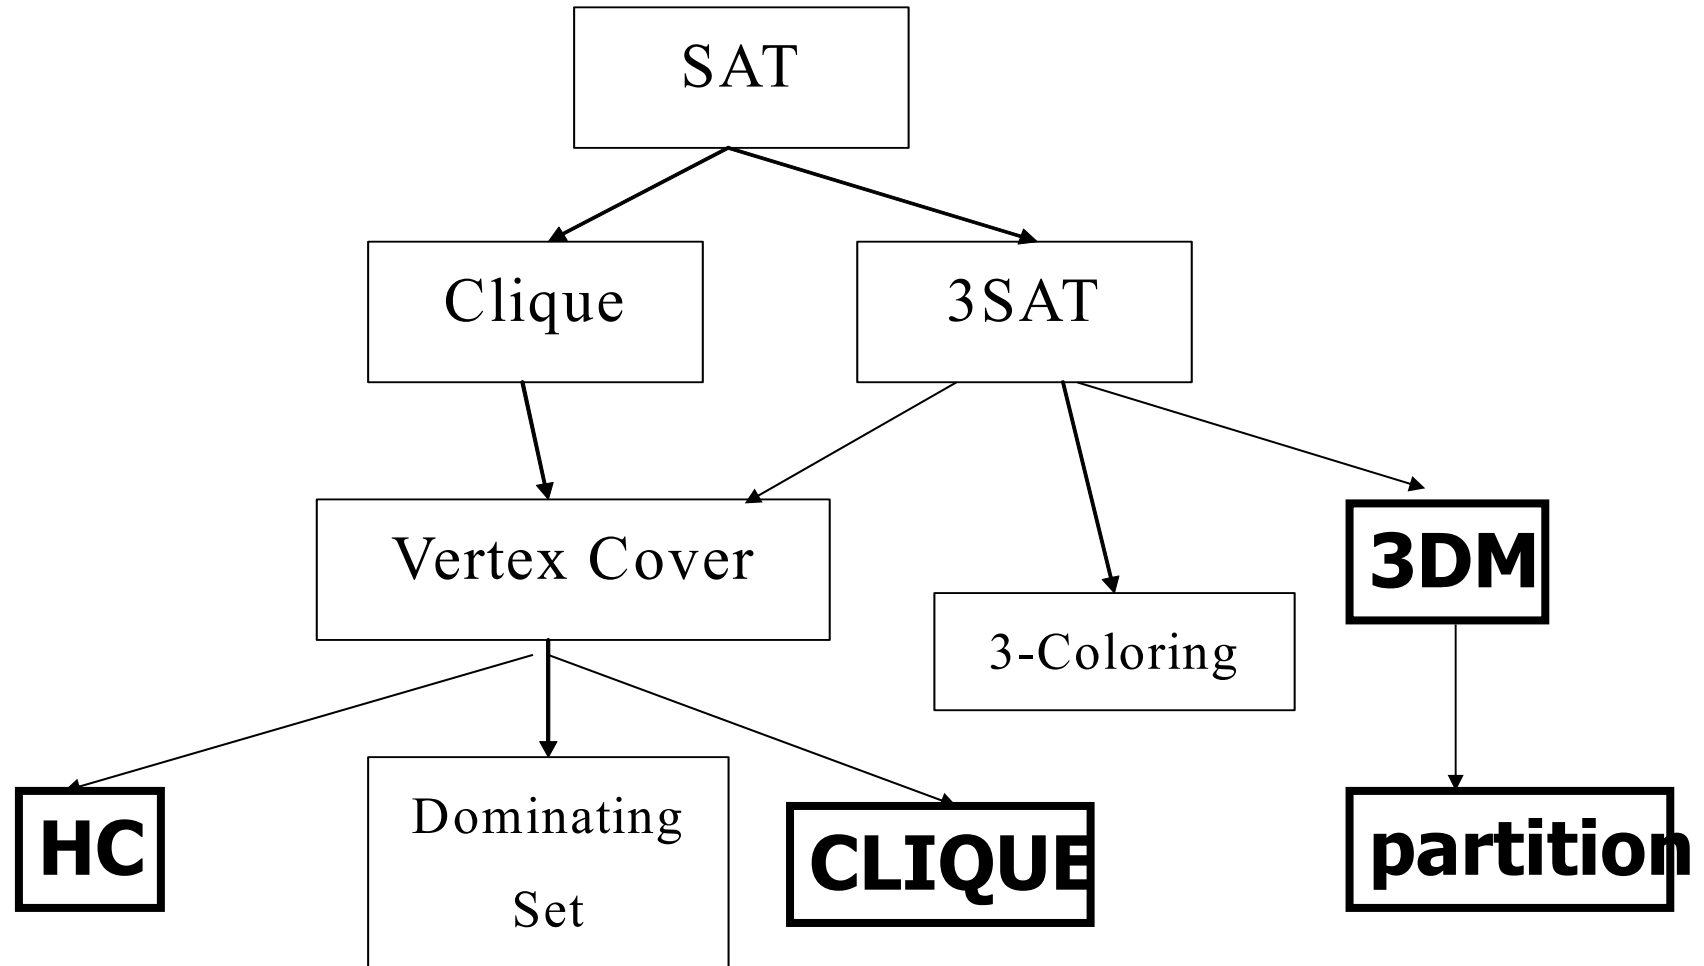 SAT
Clique
3SAT
Vertex Cover
3DM
3-Coloring
HC
Dominating
Set
CLIQUE
partition